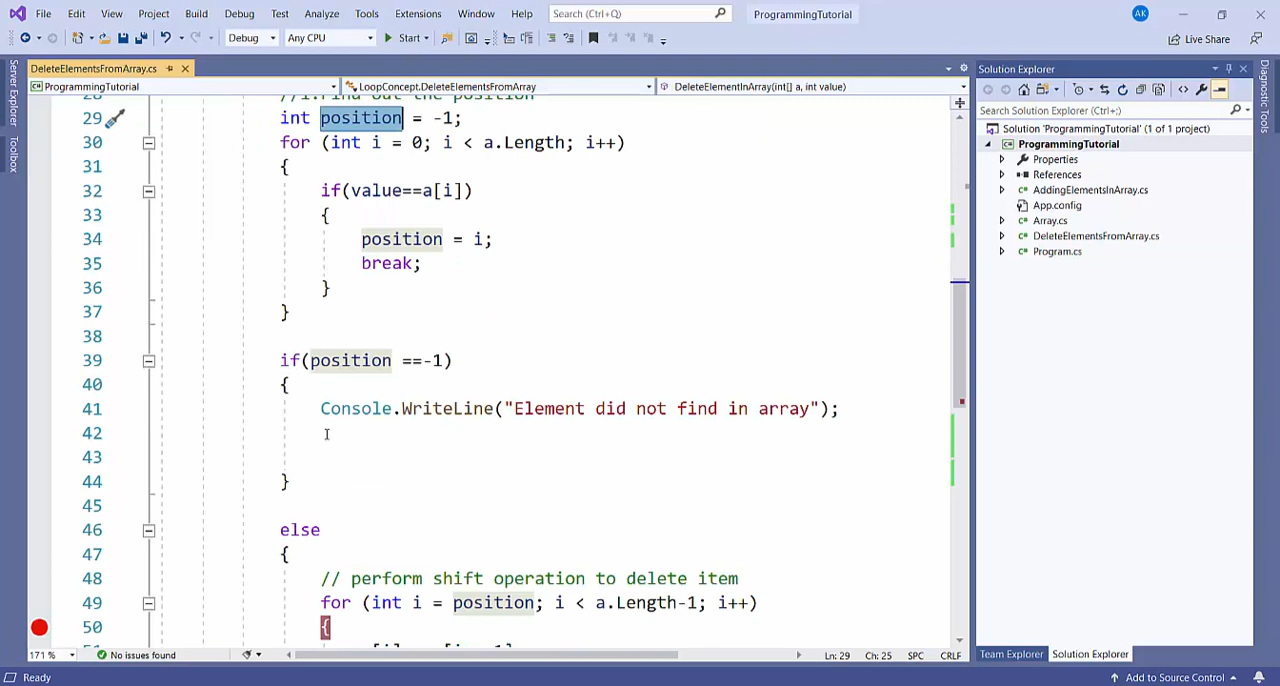 File Edit View Project Build Debug Test Analyze Tools Extensions Window Help Search (Ctrl+Q) ProgrammingTutorial AK
Debug Any CPU Start Live Share
DeleteElementsFromArray.cs
ProgrammingTutorial LoopConcept.DeleteElementsFromArray DeleteElementInArray(int[] a, int value)
Server Explorer
Toolbox
29 int position = -1;
30 for (int i = 0; i < a.Length; i++)
31 {
32 if(value==a[i])
33 {
34 position = i;
35 break;
36 }
37 }
38
39 if(position ==-1)
40 {
41 Console.WriteLine("Element did not find in array");
42
43
44 }
45
46 else
47 {
48 // perform shift operation to delete item
49 for (int i = position; i < a.Length-1; i++)
50 {
171 % No issues found Ln: 29 Ch: 25 SPC CRLF
Solution Explorer
Search Solution Explorer (Ctrl+;)
Solution 'ProgrammingTutorial' (1 of 1 project)
ProgrammingTutorial
Properties
References
AddingElementsInArray.cs
App.config
Array.cs
DeleteElementsFromArray.cs
Program.cs
Team Explorer Solution Explorer
Diagnostic Tools
Ready Add to Source Control